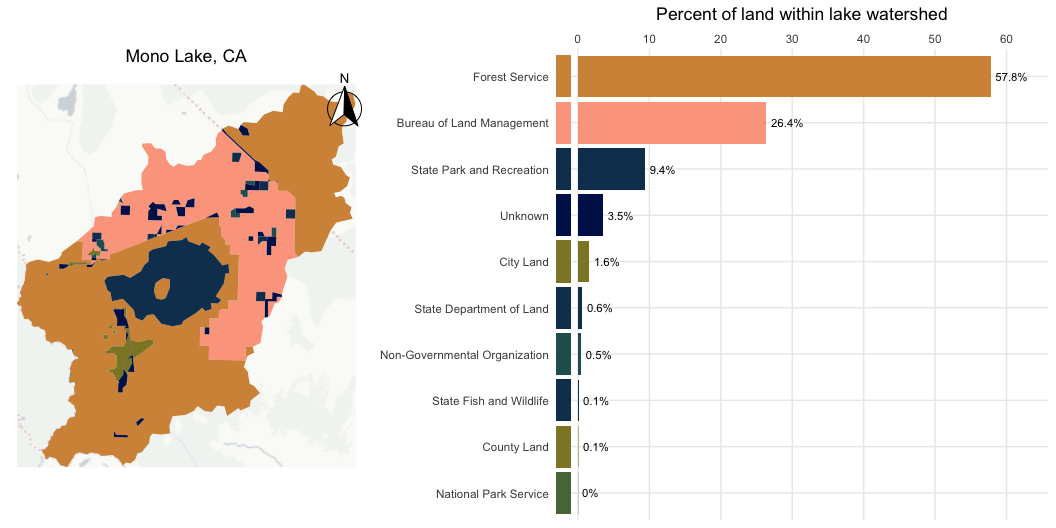 Mono Lake, CA
N
Percent of land within lake watershed
0 10 20 30 40 50 60
Forest Service 57.8%
Bureau of Land Management 26.4%
State Park and Recreation 9.4%
Unknown 3.5%
City Land 1.6%
State Department of Land 0.6%
Non-Governmental Organization 0.5%
State Fish and Wildlife 0.1%
County Land 0.1%
National Park Service 0%